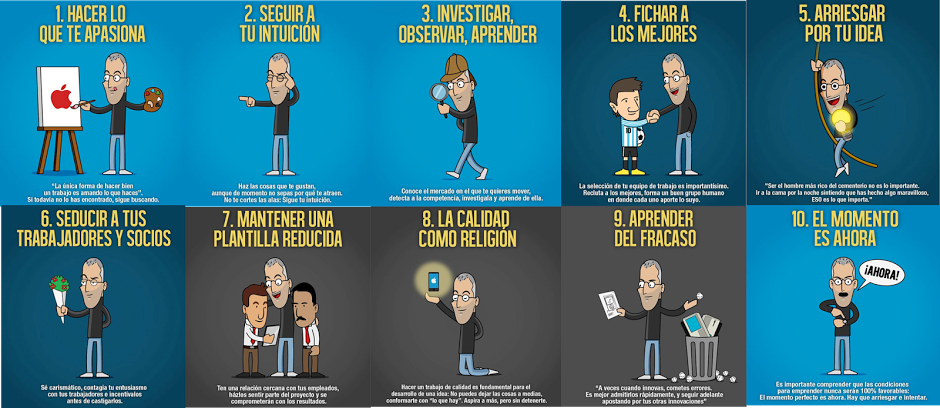 1. HACER LO
QUE TE APASIONA
"La única forma de hacer bien
un trabajo es amando lo que haces".
Si todavía no lo has encontrado, sigue buscando.
2. SEGUIR A
TU INTUICIÓN
Haz las cosas que te gustan,
aunque de momento no sepas por qué te atraen.
No te cortes las alas: Sigue tu intuición.
3. INVESTIGAR,
OBSERVAR, APRENDER
Conoce el mercado en el que te quieres mover,
detecta a la competencia, investígala y aprende de ella.
4. FICHAR A
LOS MEJORES
La selección de tu equipo de trabajo es importantísimo.
Recluta a los mejores, forma un buen grupo humano
en donde cada uno aporte lo suyo.
5. ARRIESGAR
POR TU IDEA
"Ser el hombre más rico del cementerio no es lo importante.
Ir a la cama por la noche sintiendo que has hecho algo maravilloso,
ESO es lo que importa."
6. SEDUCIR A TUS
TRABAJADORES Y SOCIOS
Sé carismático, contagia tu entusiasmo
con tus trabajadores e incentívalos
antes de castigarlos.
7. MANTENER UNA
PLANTILLA REDUCIDA
Ten una relación cercana con tus empleados,
házlos sentir parte del proyecto y se
comprometerán con los resultados.
8. LA CALIDAD
COMO RELIGIÓN
Hacer un trabajo de calidad es fundamental para el
desarrollo de una idea: No puedes dejar las cosas a medias,
conformarte con "lo que hay". Aspira a más, pero sin detenerte.
9. APRENDER
DEL FRACASO
"A veces cuando innovas, cometes errores.
Es mejor admitirlos rápidamente, y seguir adelante
apostando por tus otras innovaciones"
10. EL MOMENTO
ES AHORA
¡AHORA!
Es importante comprender que las condiciones
para emprender nunca serán 100% favorables:
El momento perfecto es ahora. Hay que arriesgar e intentar.